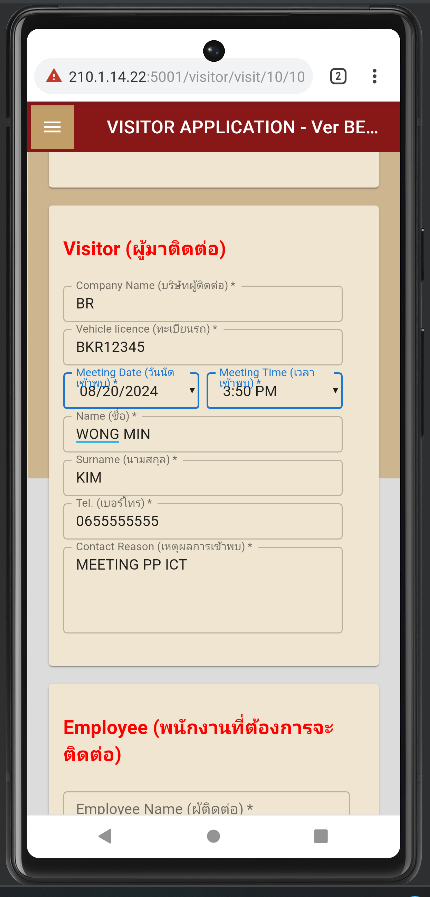 210.1.14.22:5001/visitor/visit/10/10
2
VISITOR APPLICATION - Ver BE...
Visitor (ผู้มาติดต่อ)
Company Name (บริษัทผู้ติดต่อ) *
BR
Vehicle licence (ทะเบียนรถ) *
BKR12345
Meeting Date (วันนัด
เข้าพบ) *
08/20/2024
Meeting Time (เวลา
เข้าพบ) *
3:50 PM
Name (ชื่อ) *
WONG MIN
Surname (นามสกุล) *
KIM
Tel. (เบอร์โทร) *
0655555555
Contact Reason (เหตุผลการเข้าพบ) *
MEETING PP ICT
Employee (พนักงานที่ต้องการจะ
ติดต่อ)
Employee Name (ผู้ติดต่อ) *